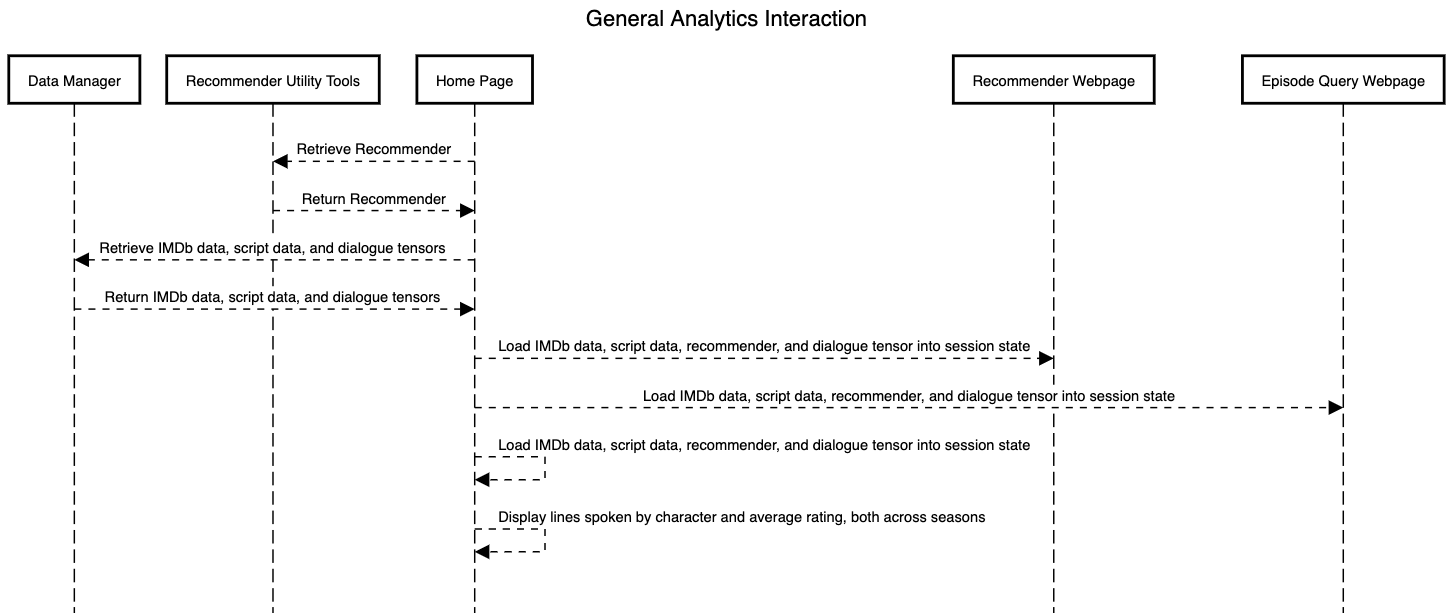 General Analytics Interaction
Data Manager
Recommender Utility Tools
Home Page
Recommender Webpage
Episode Query Webpage
Retrieve Recommender
Return Recommender
Retrieve IMDb data, script data, and dialogue tensors
Return IMDb data, script data, and dialogue tensors
Load IMDb data, script data, recommender, and dialogue tensor into session state
Load IMDb data, script data, recommender, and dialogue tensor into session state
Load IMDb data, script data, recommender, and dialogue tensor into session state
Display lines spoken by character and average rating, both across seasons